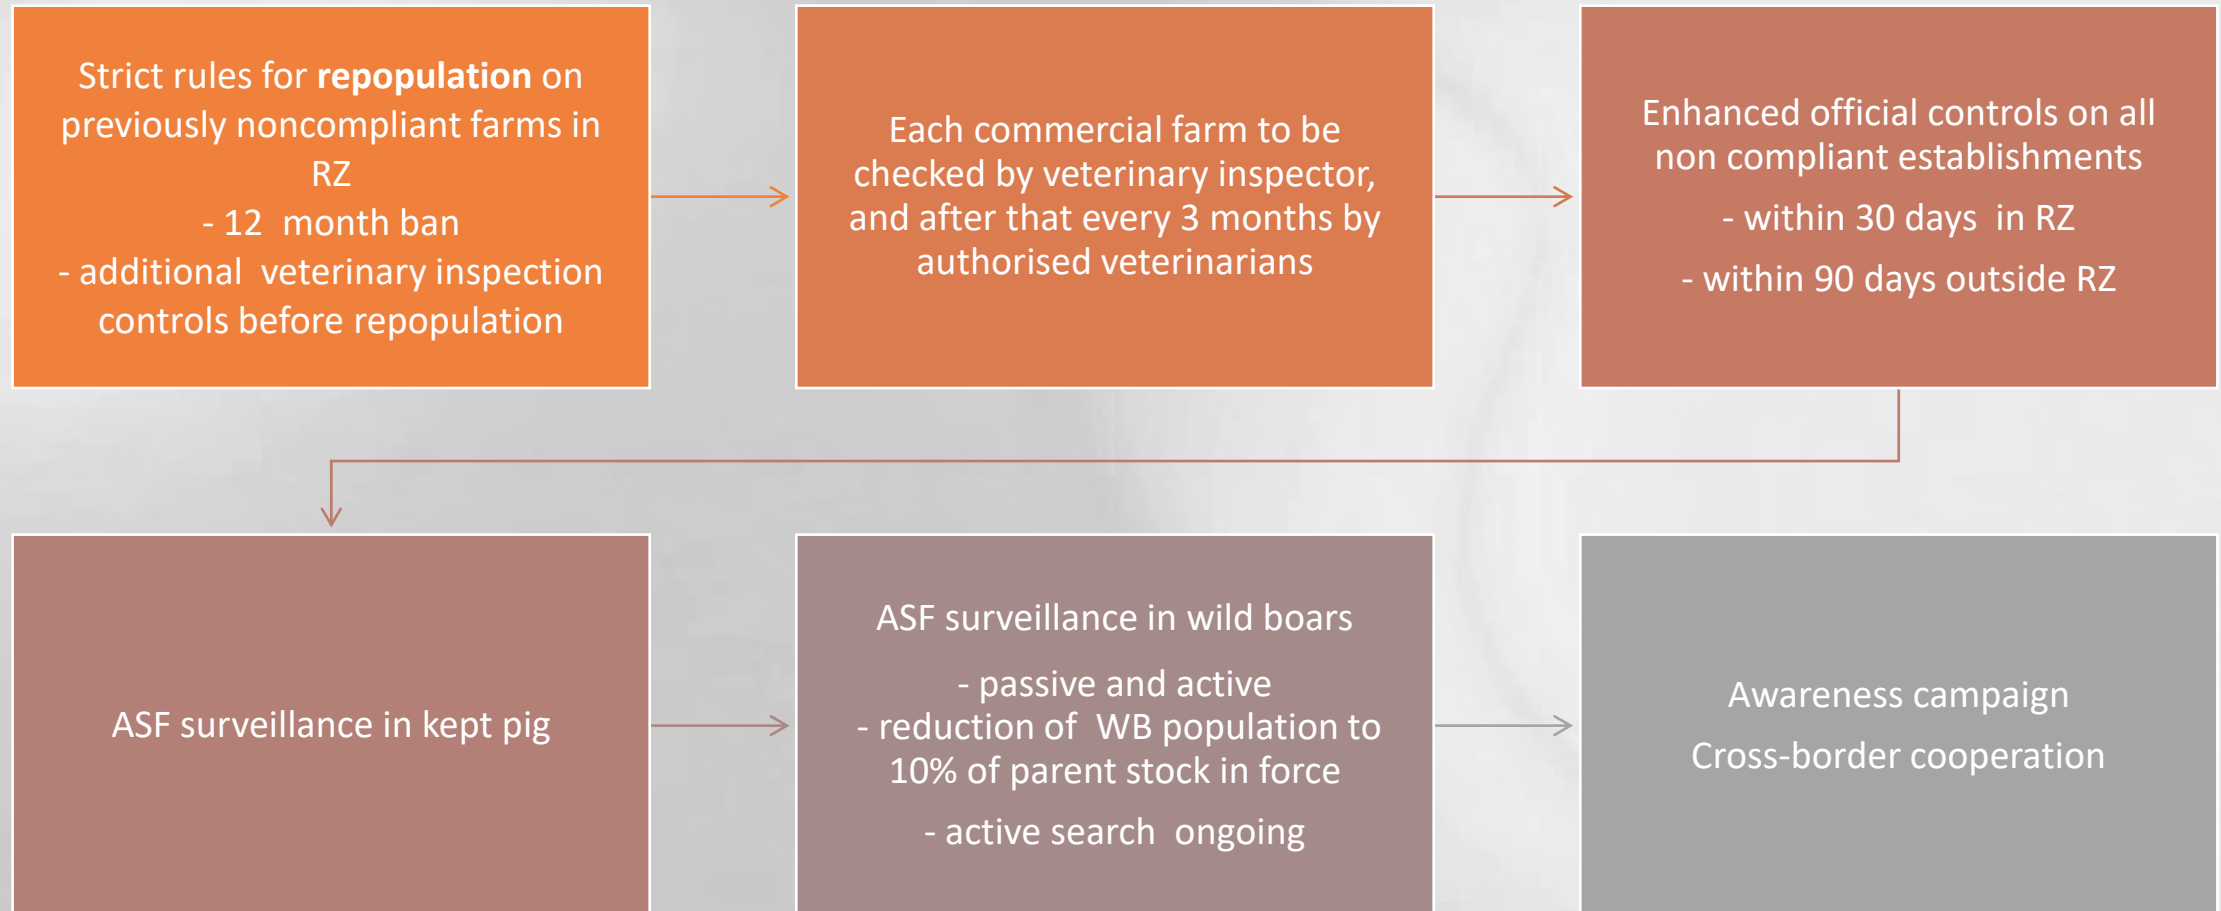 Strict rules for repopulation on
previously noncompliant farms in
RZ
- 12  month ban
- additional  veterinary inspection
controls before repopulation
Each commercial farm to be
checked by veterinary inspector,
and after that every 3 months by
authorised veterinarians
Enhanced official controls on all
non compliant establishments
- within 30 days  in RZ
- within 90 days outside RZ
ASF surveillance in kept pig
ASF surveillance in wild boars
- passive and active
- reduction of  WB population to
10% of parent stock in force
- active search  ongoing
Awareness campaign
Cross-border cooperation